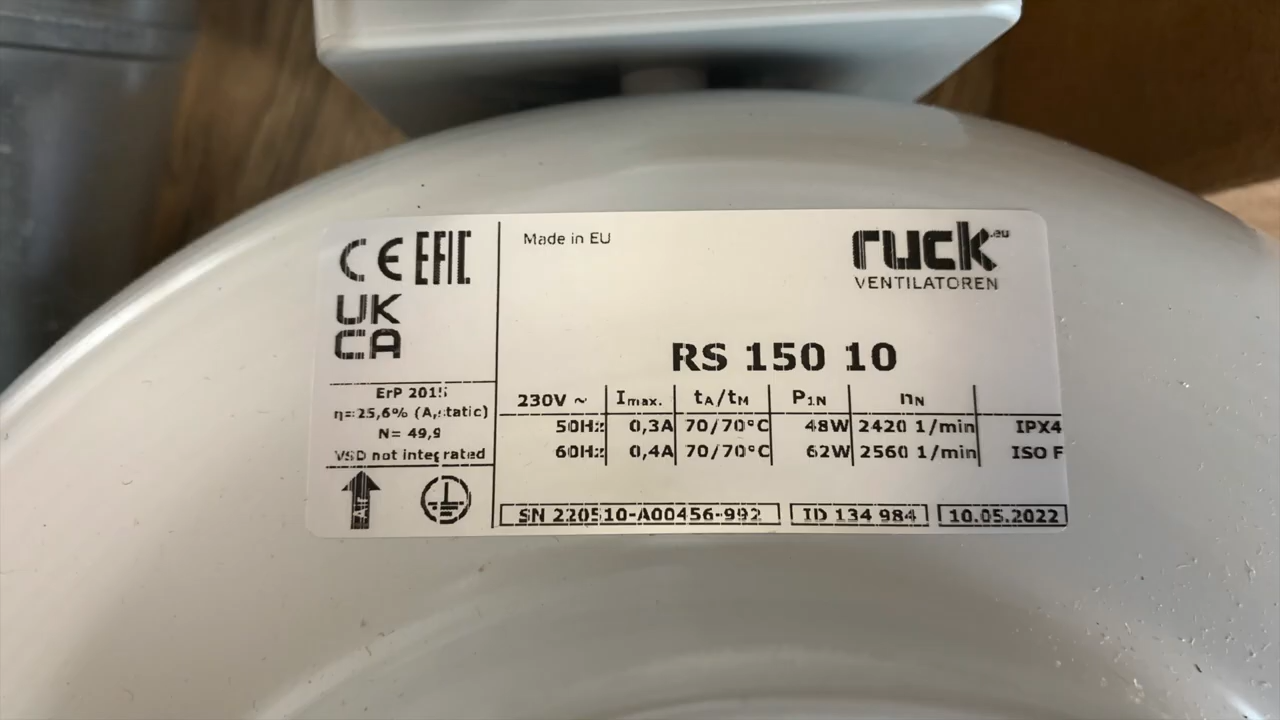 CE EAC
UK
CA
ErP 2015
η=25,6% (A, static)
N= 49,9
VSD not integrated
Air
Made in EU
ruck.eu
VENTILATOREN
RS 150 10
230V ~ Imax. tA/tM P1N nN
50Hz 0,3A 70/70°C 48W 2420 1/min IPX4
60Hz 0,4A 70/70°C 62W 2560 1/min ISO F
SN 220510-A00456-992 ID 134 984 10.05.2022